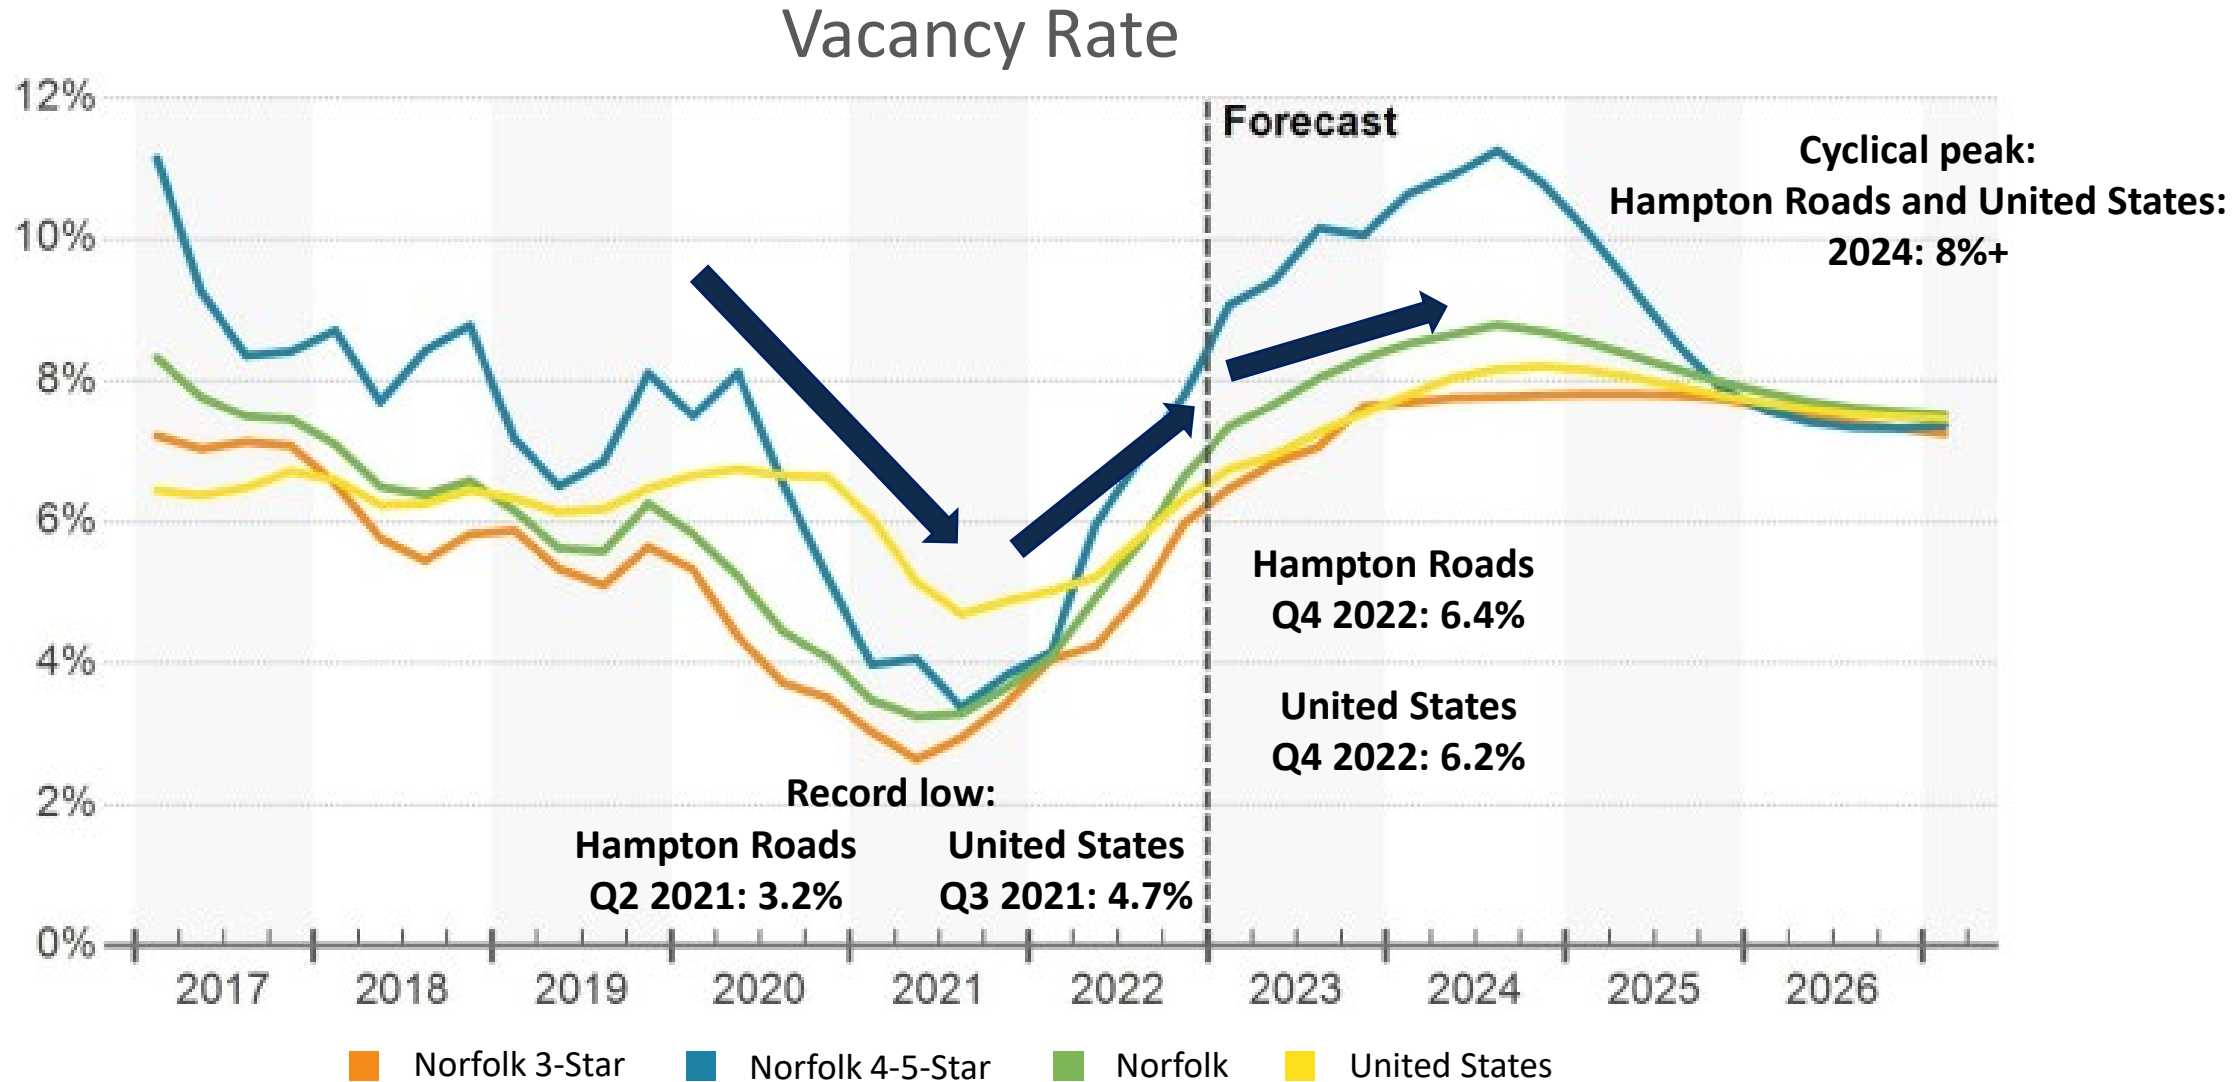 Vacancy Rate
12%
10%
8%
6%
4%
2%
0%
Forecast
Cyclical peak:
Hampton Roads and United States:
2024: 8%+
Hampton Roads
Q4 2022: 6.4%
United States
Q4 2022: 6.2%
Record low:
Hampton Roads
Q2 2021: 3.2%
United States
Q3 2021: 4.7%
2017 2018 2019 2020 2021 2022 2023 2024 2025 2026
Norfolk 3-Star Norfolk 4-5-Star Norfolk United States